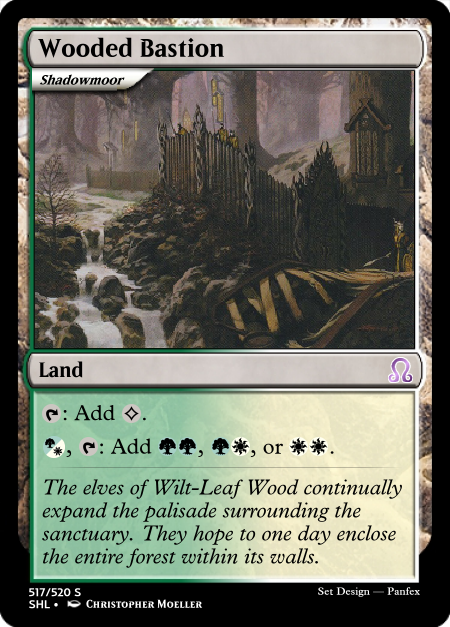 Wooded Bastion
Shadowmoor
Land
: Add .
, : Add , , or .
The elves of Wilt-Leaf Wood continually
expand the palisade surrounding the
sanctuary. They hope to one day enclose
the entire forest within its walls.
517/520 S
Set Design — Panfex
SHL • Christopher Moeller